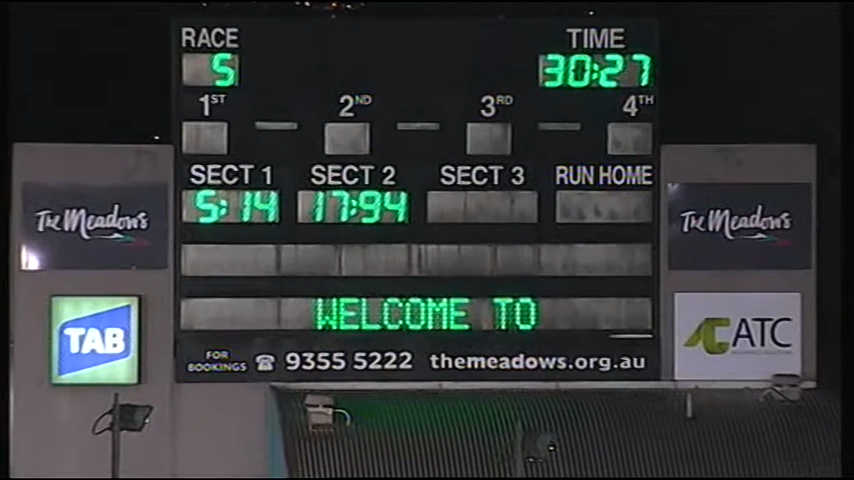 RACE TIME
5 30:27
1ST 2ND 3RD 4TH
SECT 1 SECT 2 SECT 3 RUN HOME
5:14 17:94
The Meadows The Meadows
WELCOME TO
TAB ATC
FOR BOOKINGS 9355 5222 themeadows.org.au